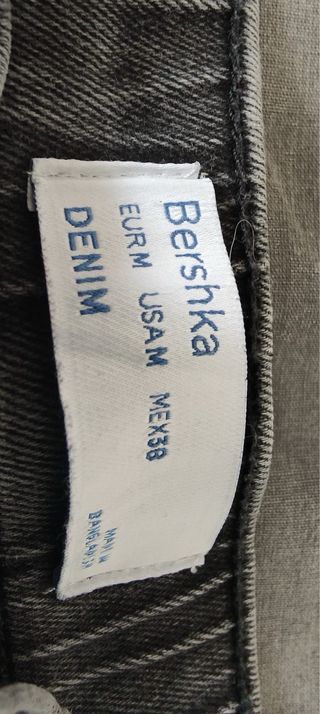 Bershka
EUR M USA M MEX 38
DENIM
MADE IN
BANGLADESH